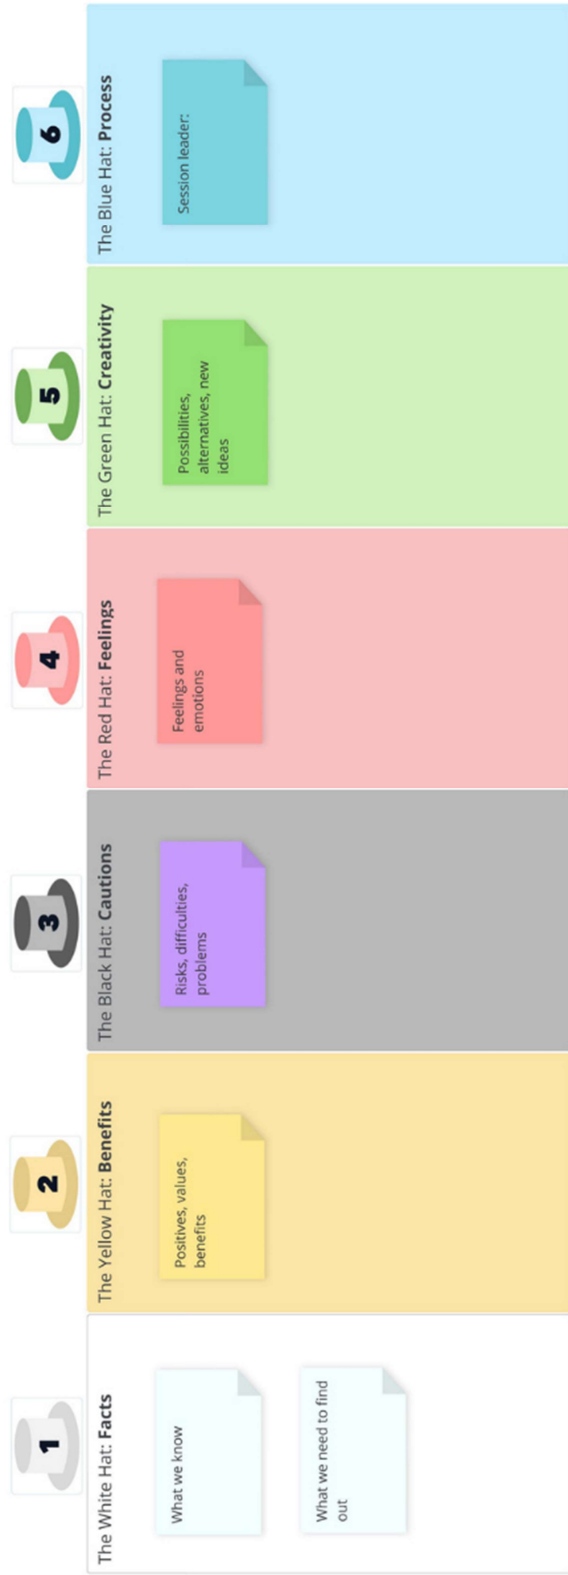 1
The White Hat: Facts
What we know
What we need to find
out
2
The Yellow Hat: Benefits
Positives, values,
benefits
3
The Black Hat: Cautions
Risks, difficulties,
problems
4
The Red Hat: Feelings
Feelings and
emotions
5
The Green Hat: Creativity
Possibilities,
alternatives, new
ideas
6
The Blue Hat: Process
Session leader: